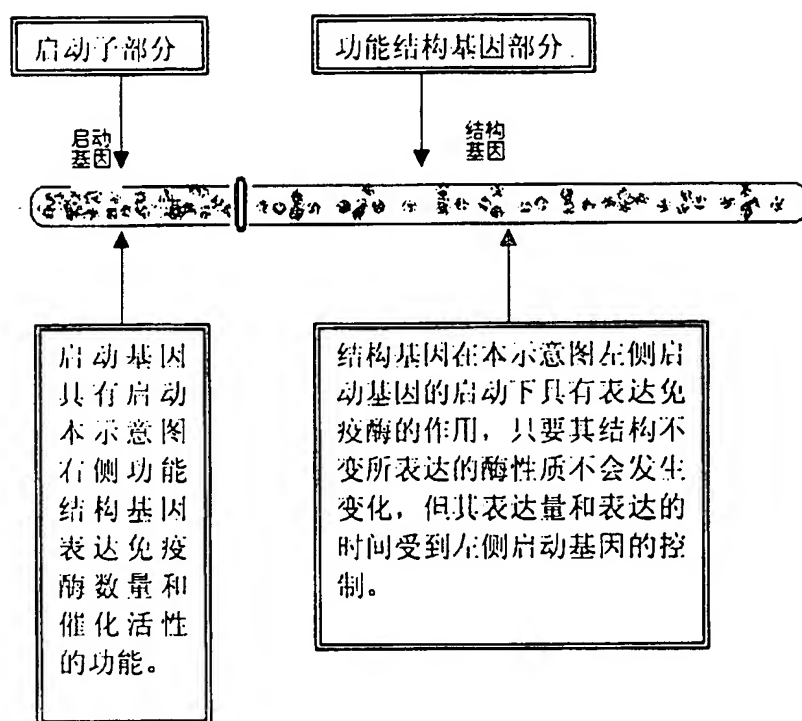 启动子部分
功能结构基因部分
启动
基因
结构
基因
启动基因
具有启动
本示意图
右侧功能
结构基因
表达免疫
酶数量和
催化活性
的功能。
结构基因在本示意图左侧启
动基因的启动下具有表达免
疫酶的作用，只要其结构不
变所表达的酶性质不会发生
变化，但其表达量和表达的
时间受到左侧启动基因的控
制。